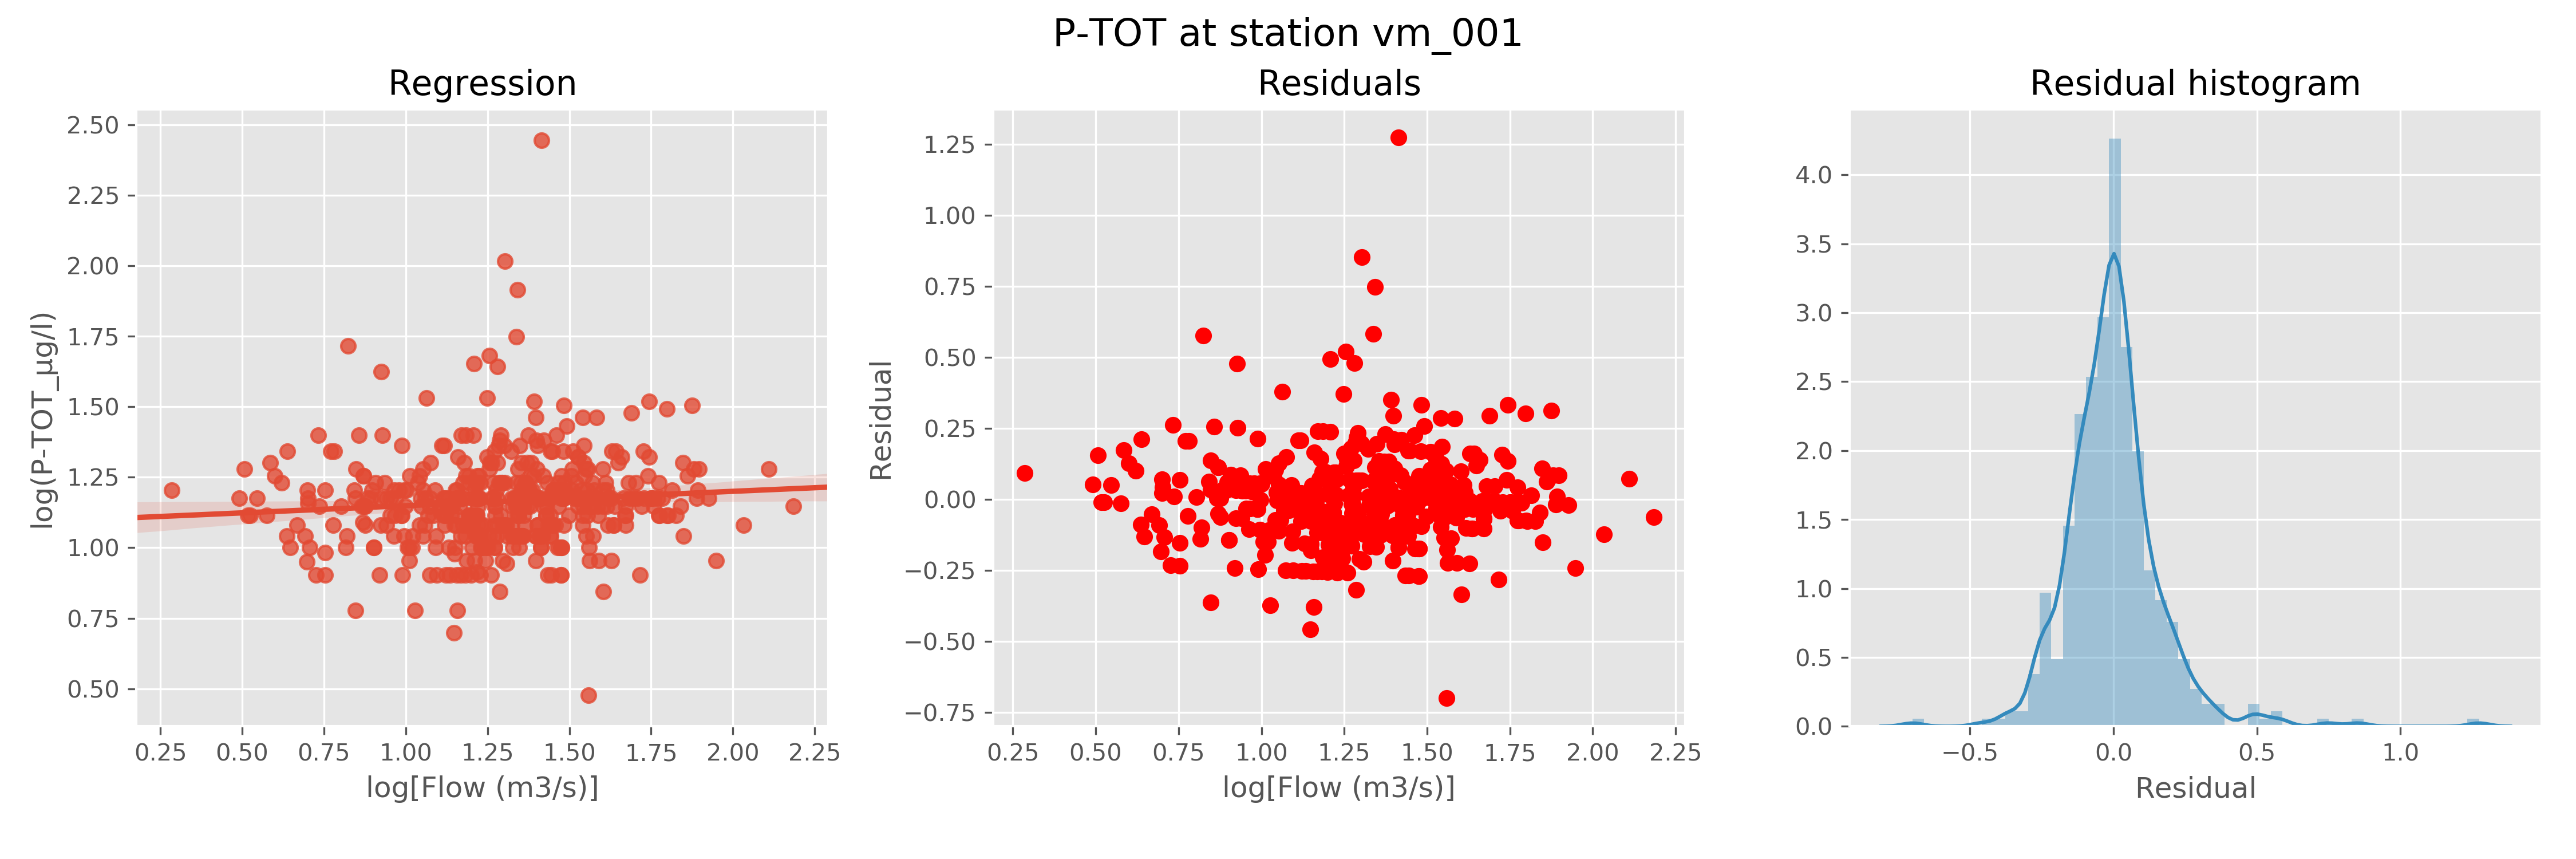 P-TOT at station vm_001
Regression
2.50
2.25
2.00
1.75
1.50
1.25
1.00
0.75
0.50
log(P-TOT_µg/l)
0.25 0.50 0.75 1.00 1.25 1.50 1.75 2.00 2.25
log[Flow (m3/s)]
Residuals
1.25
1.00
0.75
0.50
0.25
0.00
−0.25
−0.50
−0.75
Residual
0.25 0.50 0.75 1.00 1.25 1.50 1.75 2.00 2.25
log[Flow (m3/s)]
Residual histogram
4.0
3.5
3.0
2.5
2.0
1.5
1.0
0.5
0.0
−0.5 0.0 0.5 1.0
Residual